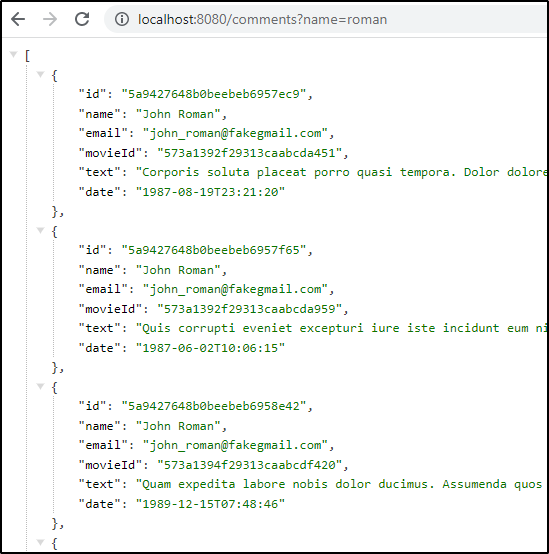 localhost:8080/comments?name=roman
[
{
"id": "5a9427648b0beebeb6957ec9",
"name": "John Roman",
"email": "john_roman@fakegmail.com",
"movieId": "573a1392f29313caabcda451",
"text": "Corporis soluta placeat porro quasi tempora. Dolor dolore
"date": "1987-08-19T23:21:20"
},
{
"id": "5a9427648b0beebeb6957f65",
"name": "John Roman",
"email": "john_roman@fakegmail.com",
"movieId": "573a1392f29313caabcda959",
"text": "Quis corrupti eveniet excepturi iure iste incidunt eum ni
"date": "1987-06-02T10:06:15"
},
{
"id": "5a9427648b0beebeb6958e42",
"name": "John Roman",
"email": "john_roman@fakegmail.com",
"movieId": "573a1394f29313caabcdf420",
"text": "Quam expedita labore nobis dolor ducimus. Assumenda quos
"date": "1989-12-15T07:48:46"
},
{